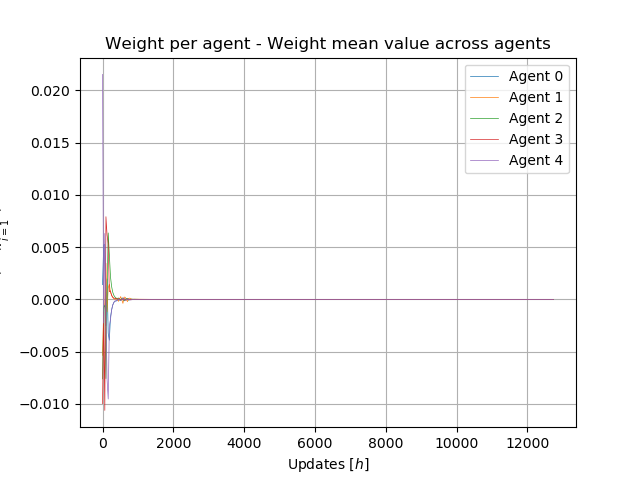 Weight per agent - Weight mean value across agents
Agent 0
Agent 1
Agent 2
Agent 3
Agent 4
0.020
0.015
0.010
0.005
0.000
−0.005
−0.010
0 2000 4000 6000 8000 10000 12000
Updates [h]